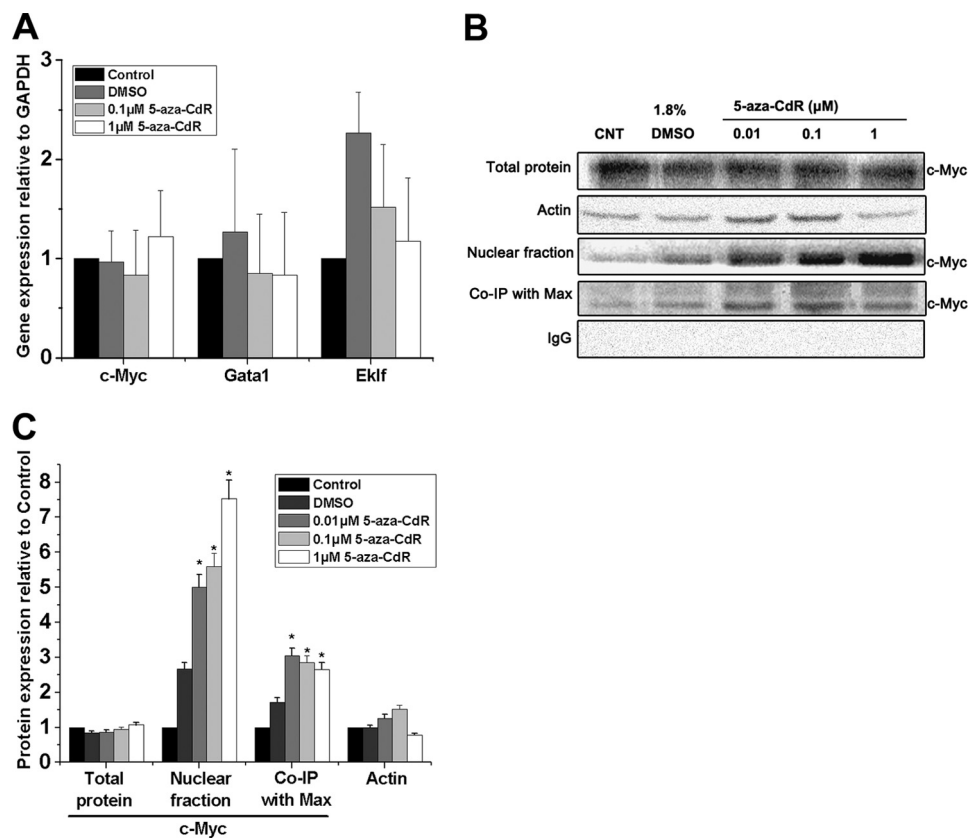 A
Gene expression relative to GAPDH
3
2
1
0
Control
DMSO
0.1µM 5-aza-CdR
1µM 5-aza-CdR
c-Myc Gata1 Eklf
B
1.8% 5-aza-CdR (µM)
CNT DMSO 0.01 0.1 1
Total protein c-Myc
Actin
Nuclear fraction c-Myc
Co-IP with Max c-Myc
IgG
C
Protein expression relative to Control
8
7
6
5
4
3
2
1
0
Control
DMSO
0.01µM 5-aza-CdR
0.1µM 5-aza-CdR
1µM 5-aza-CdR
* * *
* * *
Total Nuclear Co-IP Actin
protein fraction with Max
c-Myc